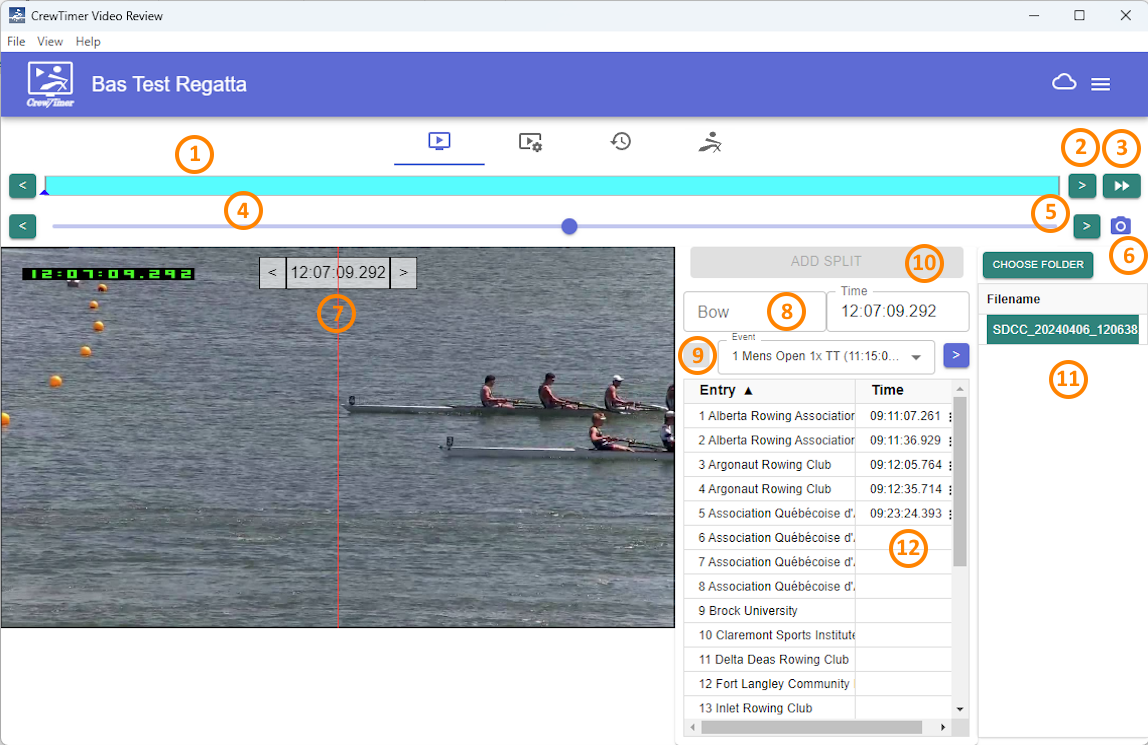 CrewTimer Video Review
File View Help
CrewTimer
Bas Test Regatta
1
2
3
< > 
4
5
< >
6
12:07:09.292
< 12:07:09.292 >
7
ADD SPLIT
10
Bow
8
Time
12:07:09.292
9
Event
1 Mens Open 1x TT (11:15:0...
>
Entry ▲ Time
1 Alberta Rowing Association 09:11:07.261
2 Alberta Rowing Association 09:11:36.929
3 Argonaut Rowing Club 09:12:05.764
4 Argonaut Rowing Club 09:12:35.714
5 Association Québécoise d'A 09:23:24.393
6 Association Québécoise d'A
12
7 Association Québécoise d'A
8 Association Québécoise d'A
9 Brock University
10 Claremont Sports Institute
11 Delta Deas Rowing Club
12 Fort Langley Community
13 Inlet Rowing Club
CHOOSE FOLDER
Filename
SDCC_20240406_120638
11